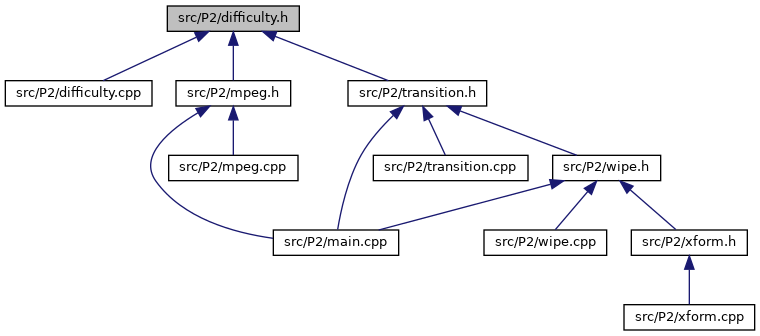 src/P2/difficulty.h
src/P2/difficulty.cpp
src/P2/mpeg.h
src/P2/transition.h
src/P2/mpeg.cpp
src/P2/transition.cpp
src/P2/wipe.h
src/P2/main.cpp
src/P2/wipe.cpp
src/P2/xform.h
src/P2/xform.cpp